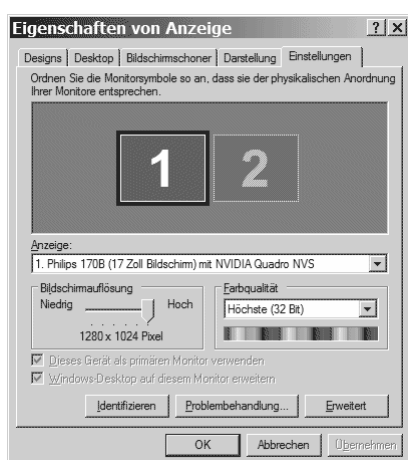 Eigenschaften von Anzeige
Designs Desktop Bildschirmschoner Darstellung Einstellungen
Ordnen Sie die Monitorsymbole so an, dass sie der physikalischen Anordnung
Ihrer Monitore entsprechen.
1 2
Anzeige:
1. Philips 170B (17 Zoll Bildschirm) mit NVIDIA Quadro NVS
Bildschirmauflösung Farbqualität
Niedrig Hoch Höchste (32 Bit)
1280 x 1024 Pixel
Dieses Gerät als primären Monitor verwenden
Windows-Desktop auf diesem Monitor erweitern
Identifizieren Problembehandlung... Erweitert
OK Abbrechen Übernehmen